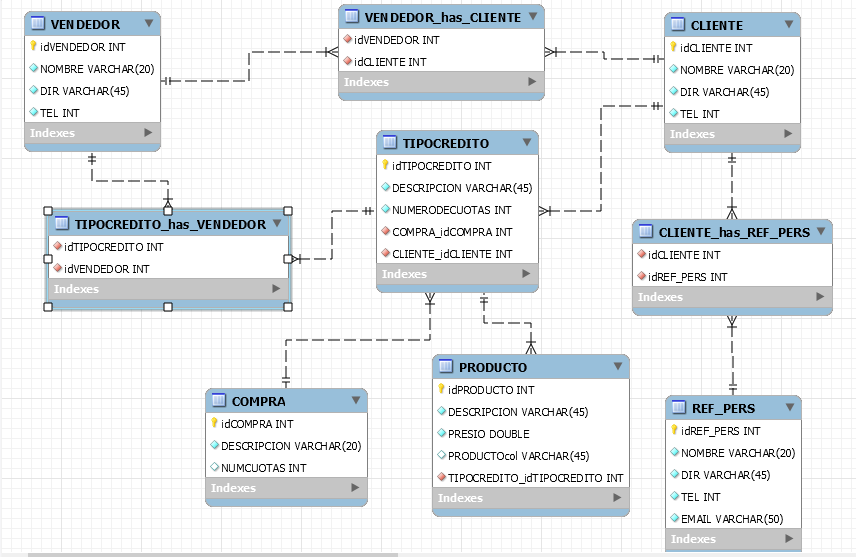 VENDEDOR
idVENDEDOR INT
NOMBRE VARCHAR(20)
DIR VARCHAR(45)
TEL INT
Indexes
VENDEDOR_has_CLIENTE
idVENDEDOR INT
idCLIENTE INT
Indexes
CLIENTE
idCLIENTE INT
NOMBRE VARCHAR(20)
DIR VARCHAR(45)
TEL INT
Indexes
TIPOCREDITO_has_VENDEDOR
idTIPOCREDITO INT
idVENDEDOR INT
Indexes
TIPOCREDITO
idTIPOCREDITO INT
DESCRIPCION VARCHAR(45)
NUMERODECUOTAS INT
COMPRA_idCOMPRA INT
CLIENTE_idCLIENTE INT
Indexes
CLIENTE_has_REF_PERS
idCLIENTE INT
idREF_PERS INT
Indexes
COMPRA
idCOMPRA INT
DESCRIPCION VARCHAR(20)
NUMCUOTAS INT
Indexes
PRODUCTO
idPRODUCTO INT
DESCRIPCION VARCHAR(45)
PRESIO DOUBLE
PRODUCTOcol VARCHAR(45)
TIPOCREDITO_idTIPOCREDITO INT
Indexes
REF_PERS
idREF_PERS INT
NOMBRE VARCHAR(20)
DIR VARCHAR(45)
TEL INT
EMAIL VARCHAR(50)
Indexes